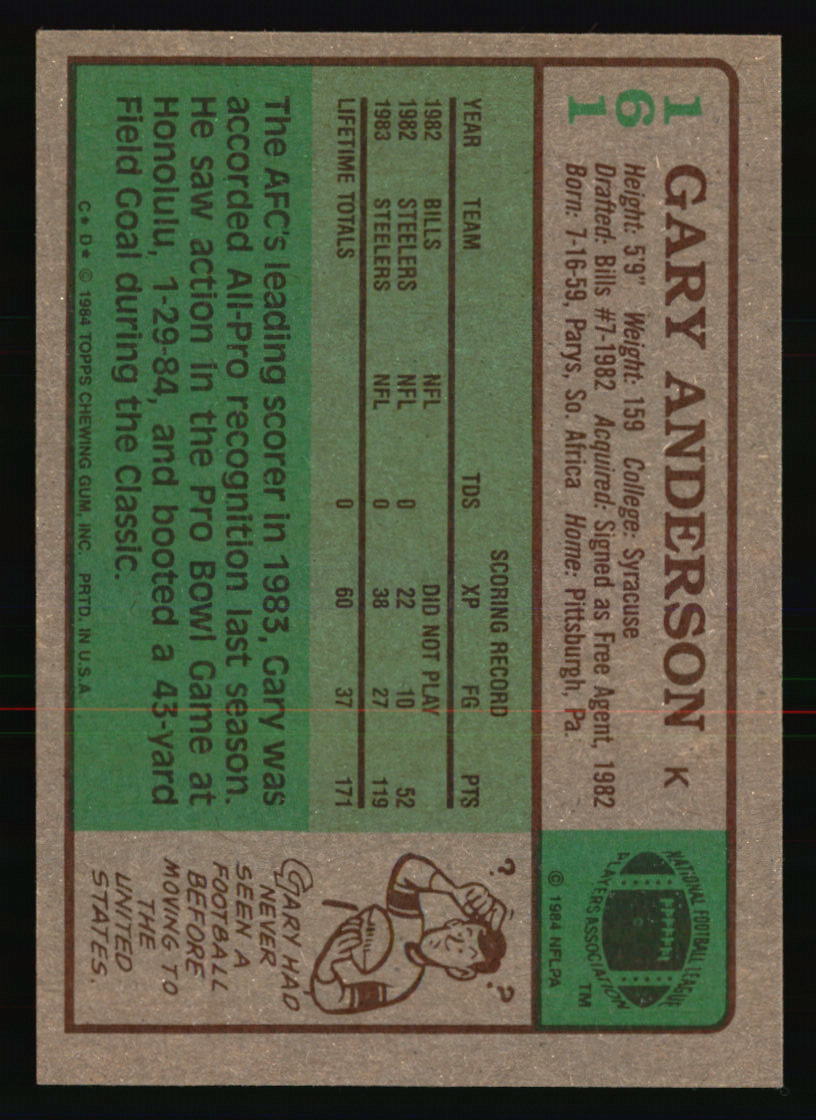 161
GARY ANDERSON K
Height: 5'9" Weight: 159 College: Syracuse
Drafted: Bills #7-1982 Acquired: Signed as Free Agent, 1982
Born: 7-16-59, Parys, So. Africa Home: Pittsburgh, Pa.
NATIONAL FOOTBALL LEAGUE
PLAYERS ASSOCIATION
TM
© 1984 NFLPA
SCORING RECORD
YEAR TEAM TDS XP FG PTS
1982 BILLS NFL DID NOT PLAY
1982 STEELERS NFL 0 22 10 52
1983 STEELERS NFL 0 38 27 119
LIFETIME TOTALS 0 60 37 171
The AFC's leading scorer in 1983, Gary was
accorded All-Pro recognition last season.
He saw action in the Pro Bowl Game at
Honolulu, 1-29-84, and booted a 43-yard
Field Goal during the Classic.
C* D* © 1984 TOPPS CHEWING GUM, INC. PRTD. IN U.S.A.
? ?
GARY HAD
NEVER
SEEN A
FOOTBALL
BEFORE
MOVING TO
THE
UNITED
STATES.